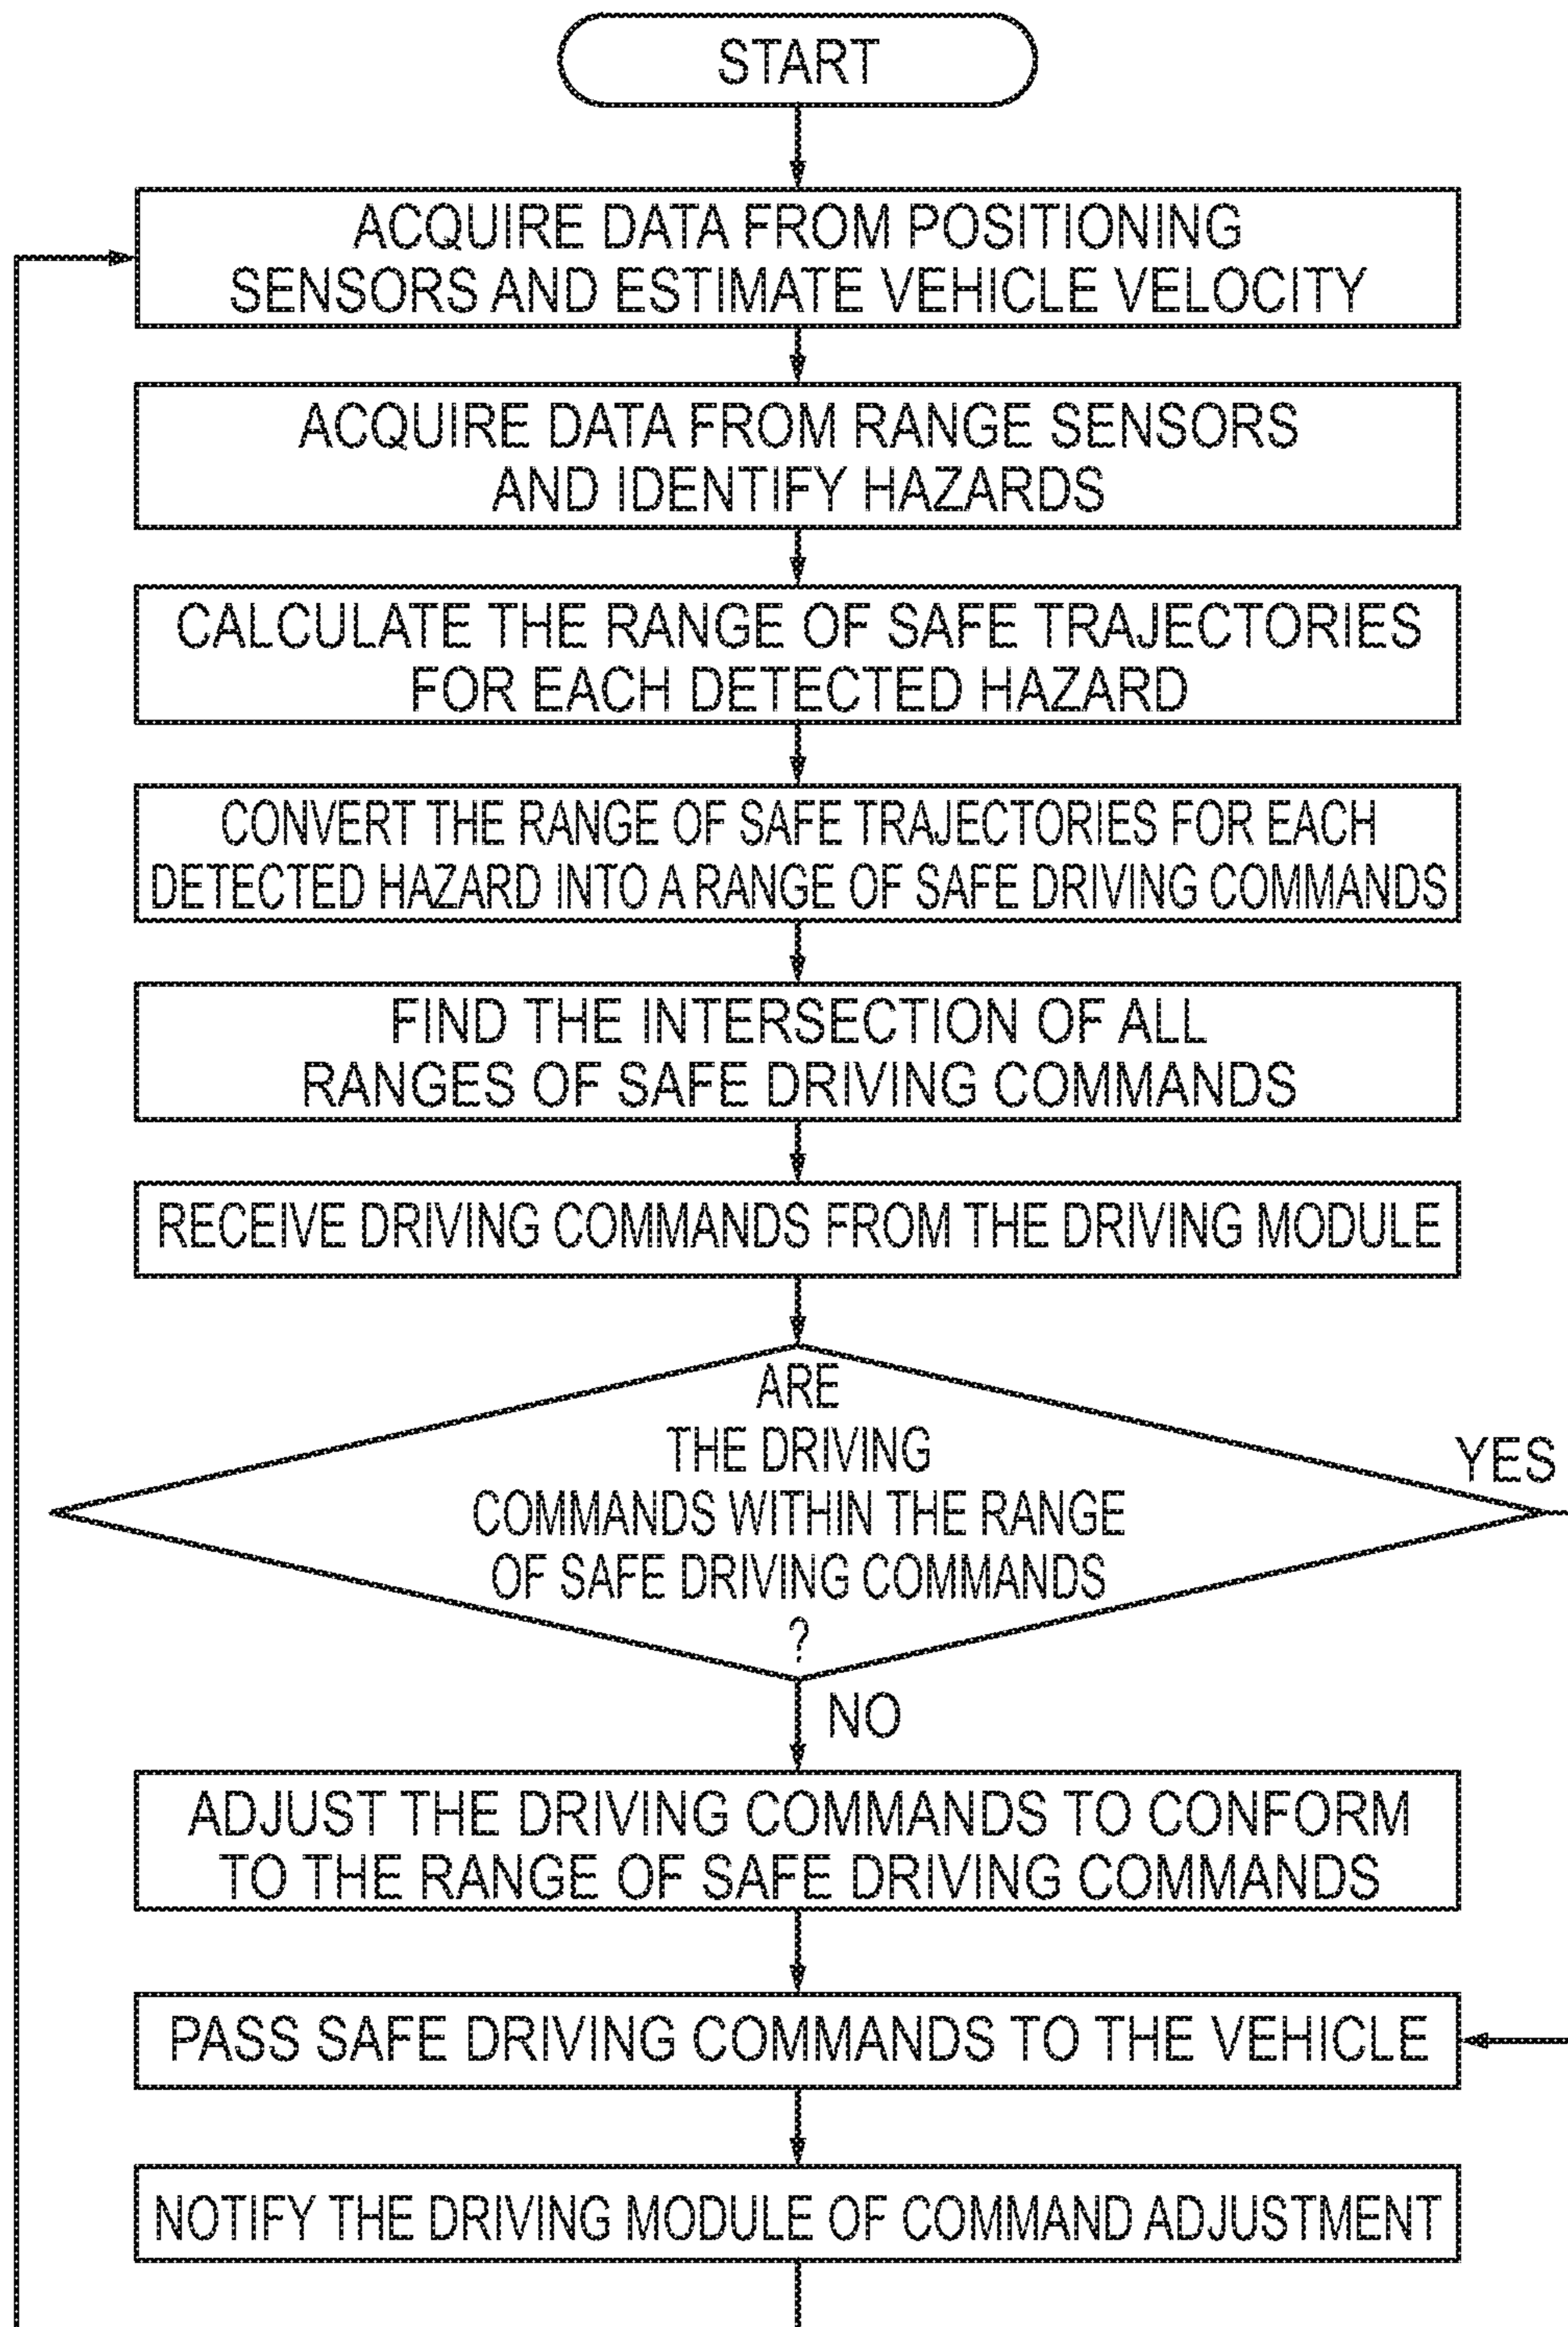 START
ACQUIRE DATA FROM POSITIONING
SENSORS AND ESTIMATE VEHICLE VELOCITY
ACQUIRE DATA FROM RANGE SENSORS
AND IDENTIFY HAZARDS
CALCULATE THE RANGE OF SAFE TRAJECTORIES
FOR EACH DETECTED HAZARD
CONVERT THE RANGE OF SAFE TRAJECTORIES FOR EACH
DETECTED HAZARD INTO A RANGE OF SAFE DRIVING COMMANDS
FIND THE INTERSECTION OF ALL
RANGES OF SAFE DRIVING COMMANDS
RECEIVE DRIVING COMMANDS FROM THE DRIVING MODULE
ARE
THE DRIVING
COMMANDS WITHIN THE RANGE
OF SAFE DRIVING COMMANDS
?
YES
NO
ADJUST THE DRIVING COMMANDS TO CONFORM
TO THE RANGE OF SAFE DRIVING COMMANDS
PASS SAFE DRIVING COMMANDS TO THE VEHICLE
NOTIFY THE DRIVING MODULE OF COMMAND ADJUSTMENT